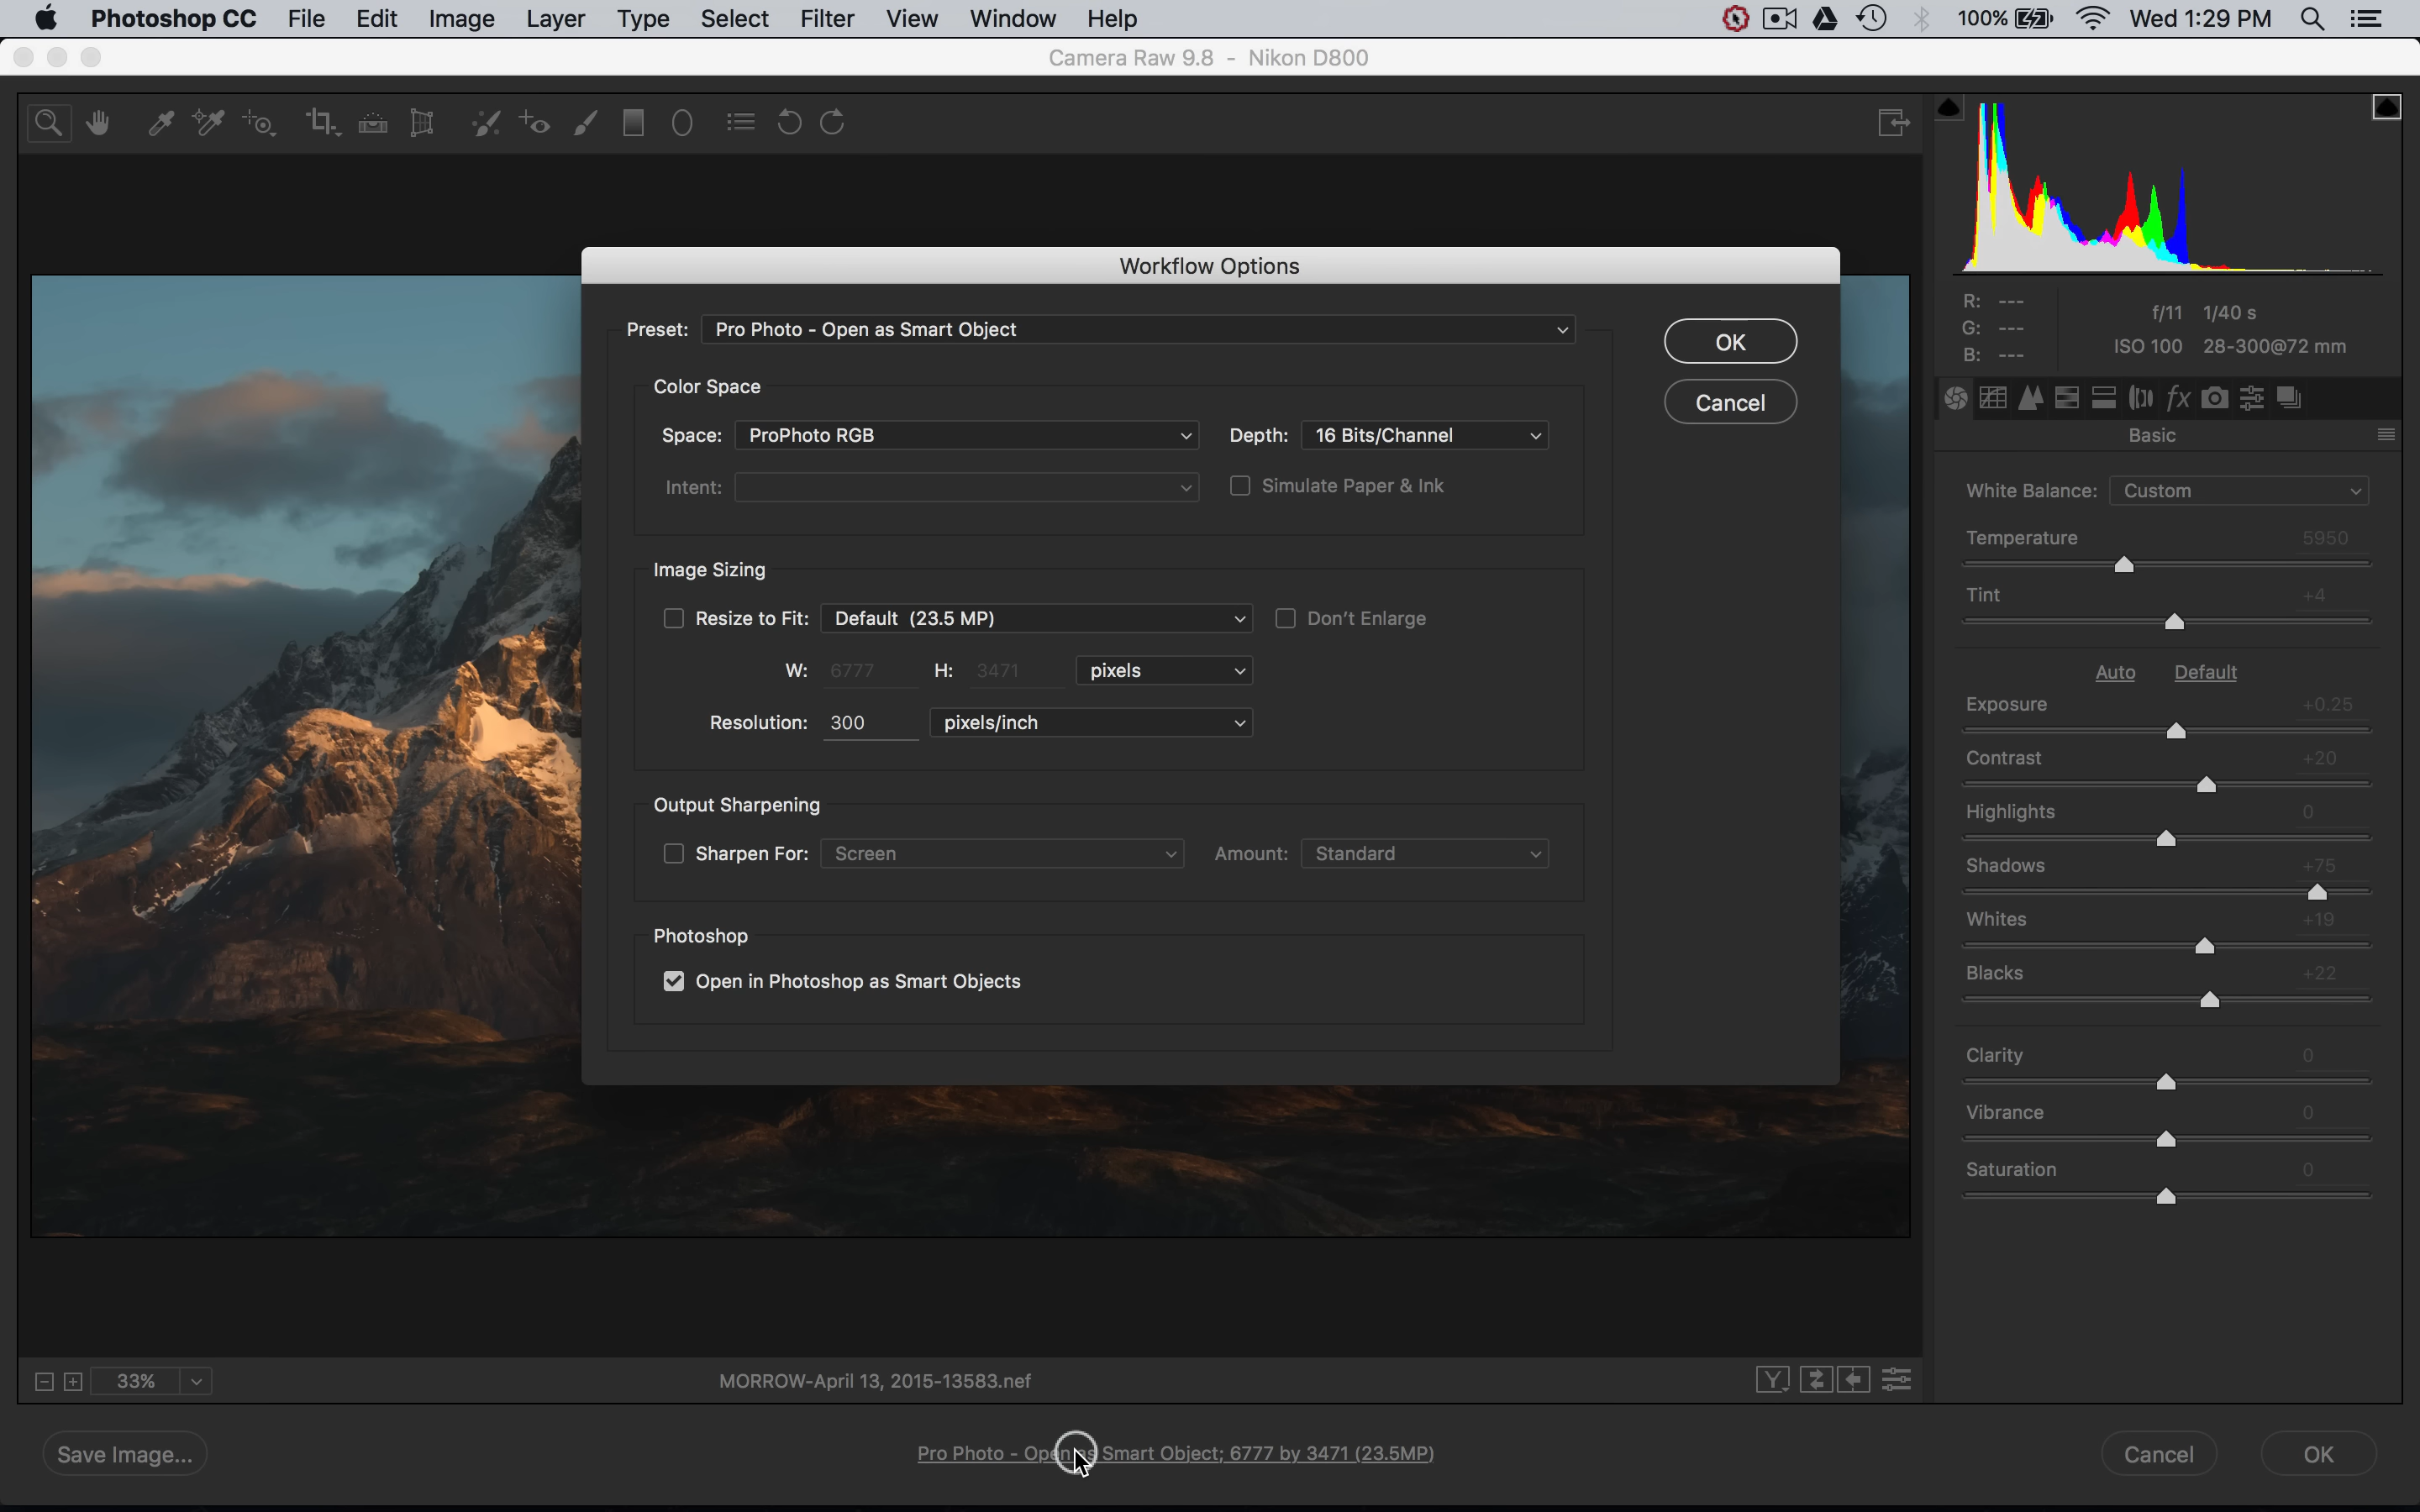 Photoshop CC File Edit Image Layer Type Select Filter View Window Help 100% Wed 1:29 PM
Camera Raw 9.8 - Nikon D800
Workflow Options
Preset: Pro Photo - Open as Smart Object
OK
Cancel
Color Space
Space: ProPhoto RGB Depth: 16 Bits/Channel
Intent: Simulate Paper & Ink
Image Sizing
Resize to Fit: Default (23.5 MP) Don't Enlarge
W: 6777 H: 3471 pixels
Resolution: 300 pixels/inch
Output Sharpening
Sharpen For: Screen Amount: Standard
Photoshop
Open in Photoshop as Smart Objects
R: ---
G: ---
B: ---
f/11 1/40 s
ISO 100 28-300@72 mm
fx
Basic
White Balance: Custom
Temperature 5950
Tint +4
Auto Default
Exposure +0.25
Contrast +20
Highlights 0
Shadows +75
Whites +19
Blacks +22
Clarity 0
Vibrance 0
Saturation 0
33% MORROW-April 13, 2015-13583.nef Y
Save Image... Pro Photo - Open as Smart Object; 6777 by 3471 (23.5MP) Cancel OK